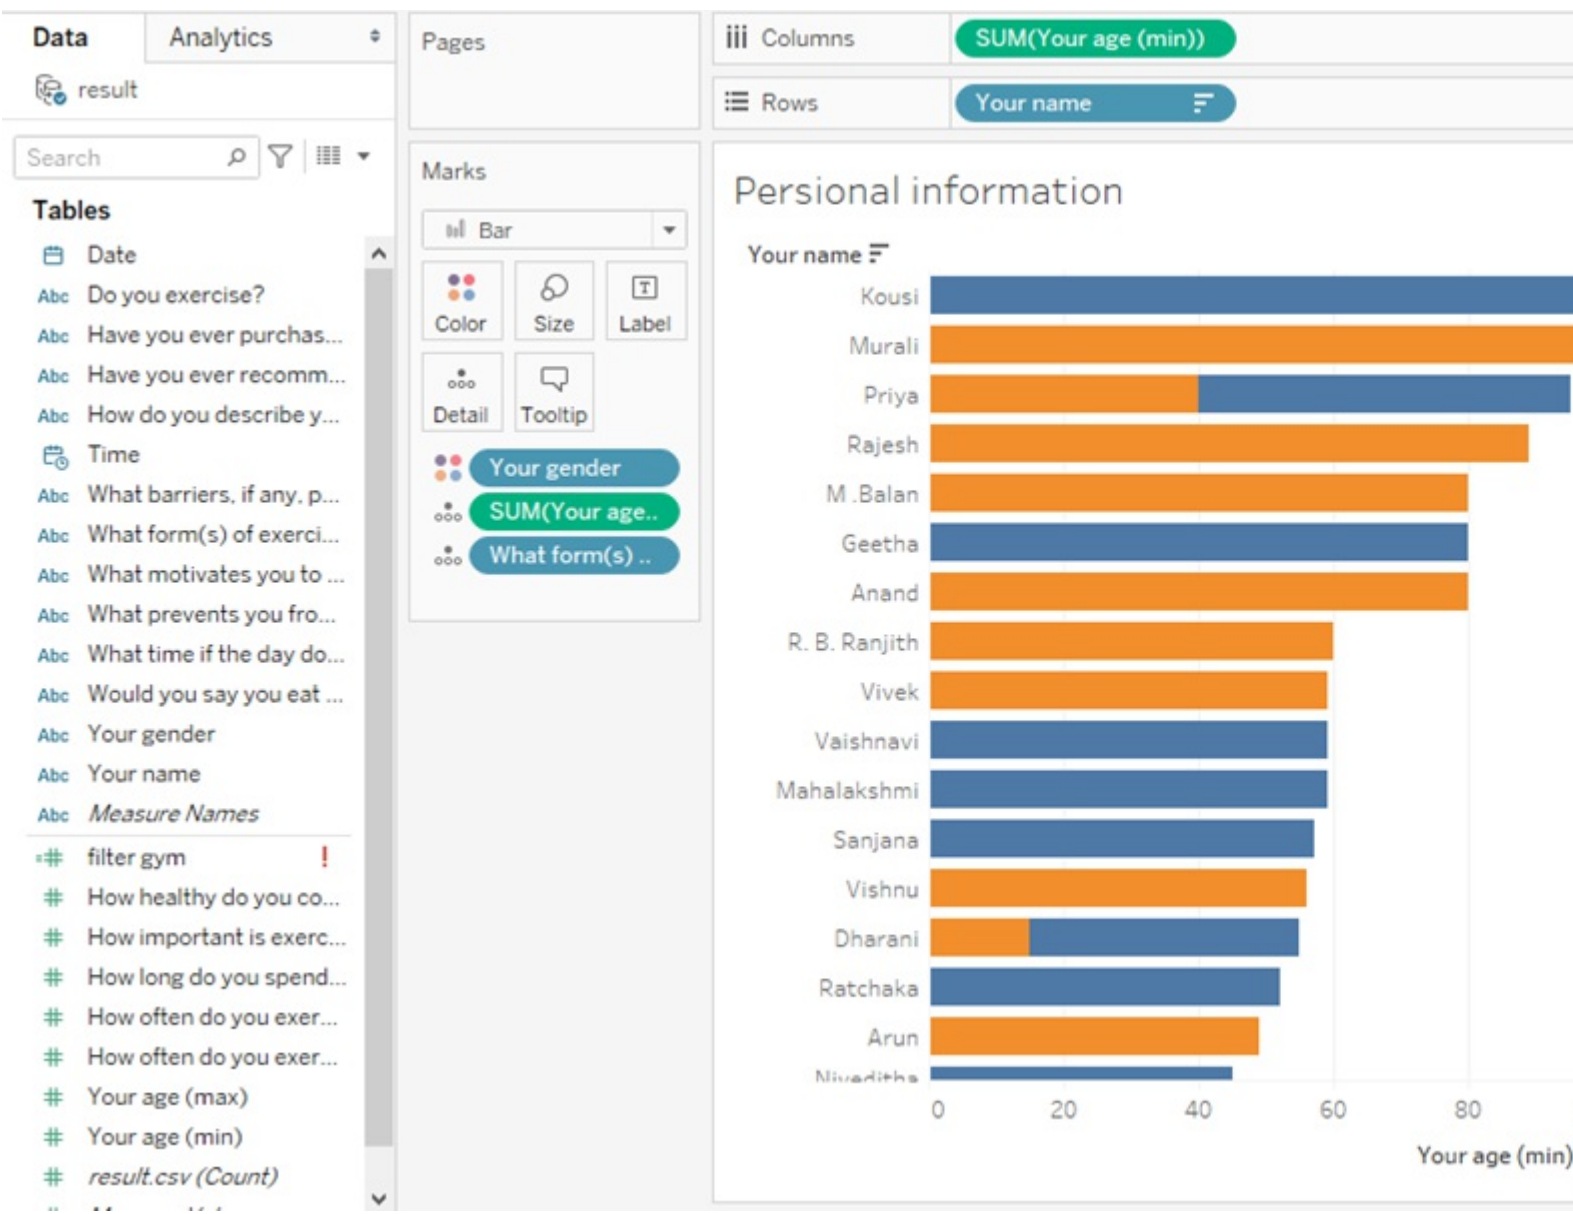 Data
Analytics
result
Search
Tables
Date
Abc Do you exercise?
Abc Have you ever purchas...
Abc Have you ever recomm...
Abc How do you describe y...
Time
Abc What barriers, if any, p...
Abc What form(s) of exerci...
Abc What motivates you to ...
Abc What prevents you fro...
Abc What time if the day do...
Abc Would you say you eat ...
Abc Your gender
Abc Your name
Abc Measure Names
=# filter gym !
# How healthy do you co...
# How important is exerc...
# How long do you spend...
# How often do you exer...
# How often do you exer...
# Your age (max)
# Your age (min)
# result.csv (Count)
Pages
Marks
Bar
Color Size Label
Detail Tooltip
Your gender
SUM(Your age..
What form(s) ..
Columns SUM(Your age (min))
Rows Your name
Persional information
Your name
Kousi
Murali
Priya
Rajesh
M .Balan
Geetha
Anand
R. B. Ranjith
Vivek
Vaishnavi
Mahalakshmi
Sanjana
Vishnu
Dharani
Ratchaka
Arun
Niveditha
0 20 40 60 80
Your age (min)